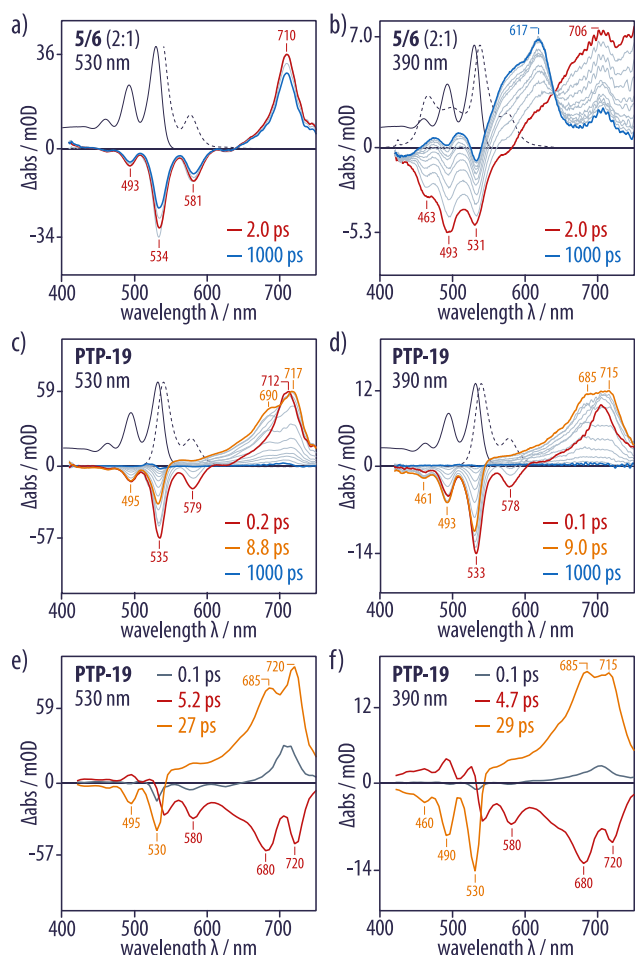 a)
5/6 (2:1)
530 nm
36
0
-34
Δabs / mOD
710
493
534
581
2.0 ps
1000 ps
400 500 600 700
wavelength λ / nm
b)
5/6 (2:1)
390 nm
7.0
0
-5.3
Δabs / mOD
617
706
463
493
531
2.0 ps
1000 ps
400 500 600 700
wavelength λ / nm
c)
PTP-19
530 nm
59
0
-57
Δabs / mOD
712
717
690
495
535
579
0.2 ps
8.8 ps
1000 ps
400 500 600 700
wavelength λ / nm
d)
PTP-19
390 nm
12
0
-14
Δabs / mOD
685
715
461
493
533
578
0.1 ps
9.0 ps
1000 ps
400 500 600 700
wavelength λ / nm
e)
PTP-19
530 nm
59
0
-57
Δabs / mOD
0.1 ps
5.2 ps
27 ps
720
685
495
530
580
680
720
400 500 600 700
wavelength λ / nm
f)
PTP-19
390 nm
12
0
-14
Δabs / mOD
0.1 ps
4.7 ps
29 ps
685
715
460
490
530
580
680
720
400 500 600 700
wavelength λ / nm